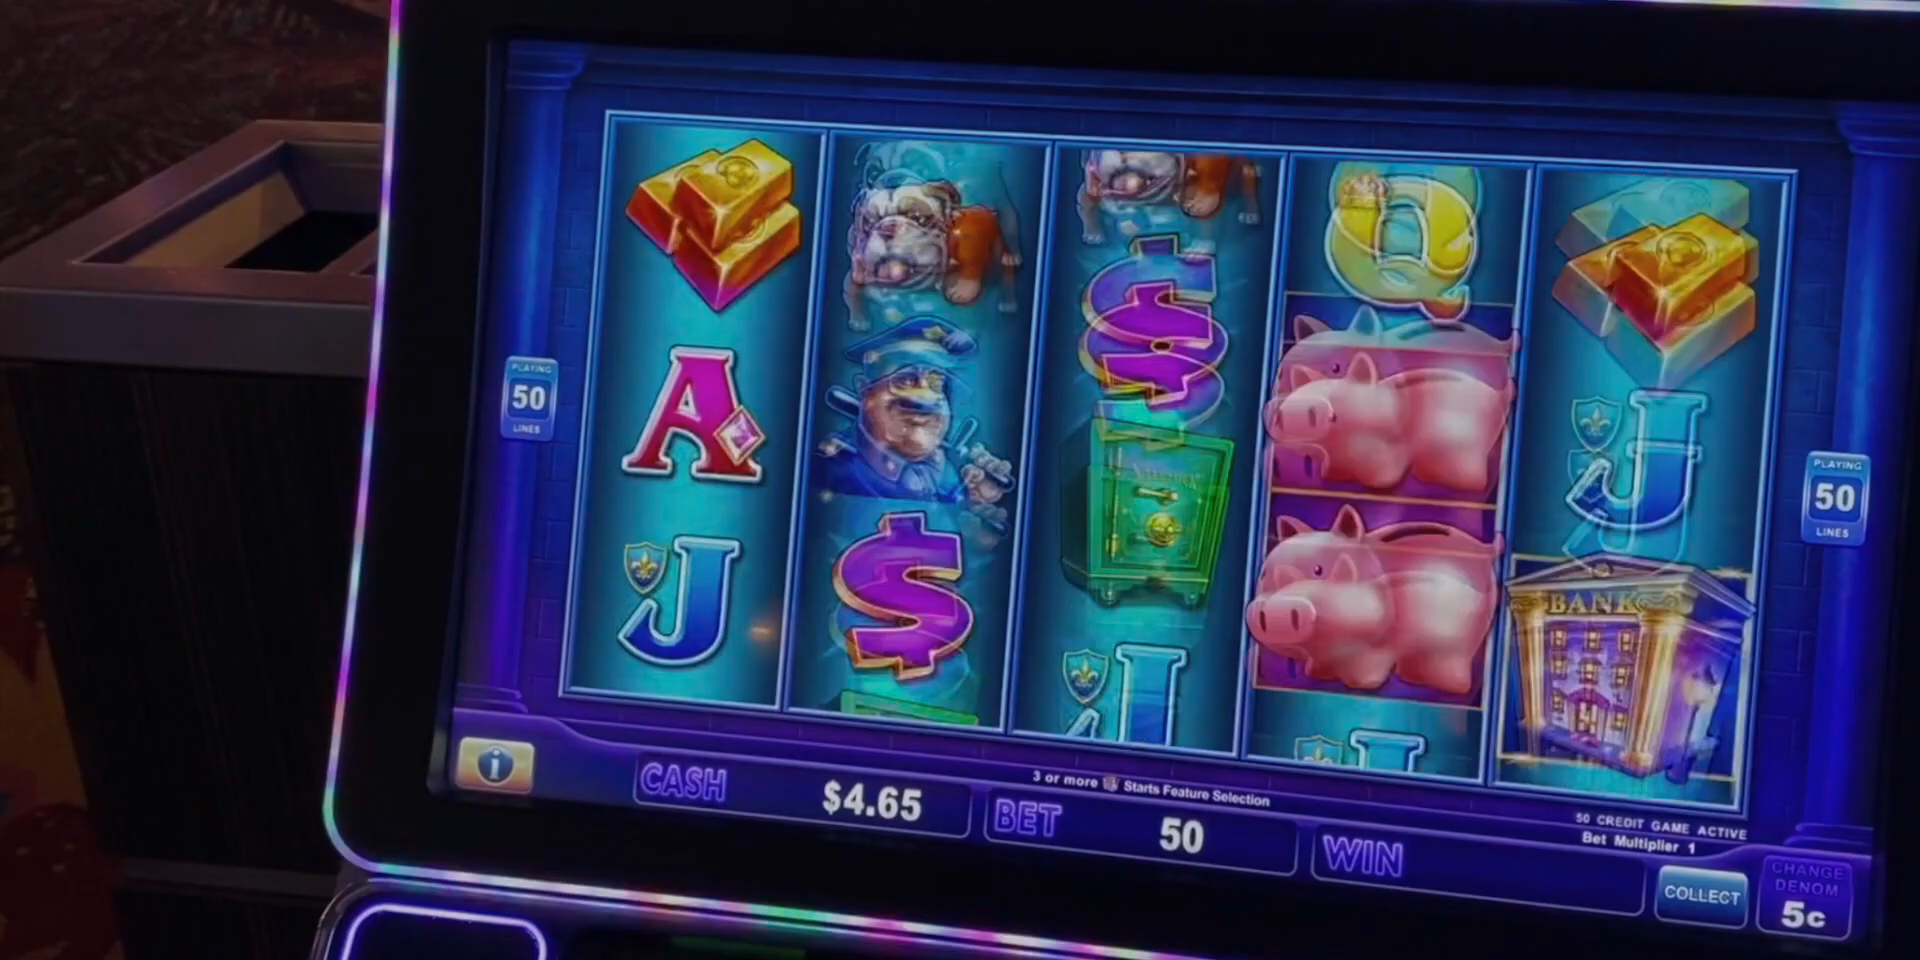 Q
A
J
$
$
J
BANK
J
J
PLAYING
50
LINES
PLAYING
50
LINES
i
CASH $4.65
3 or more Starts Feature Selection
BET 50
WIN
50 CREDIT GAME ACTIVE
Bet Multiplier 1
COLLECT
CHANGE
DENOM
5c